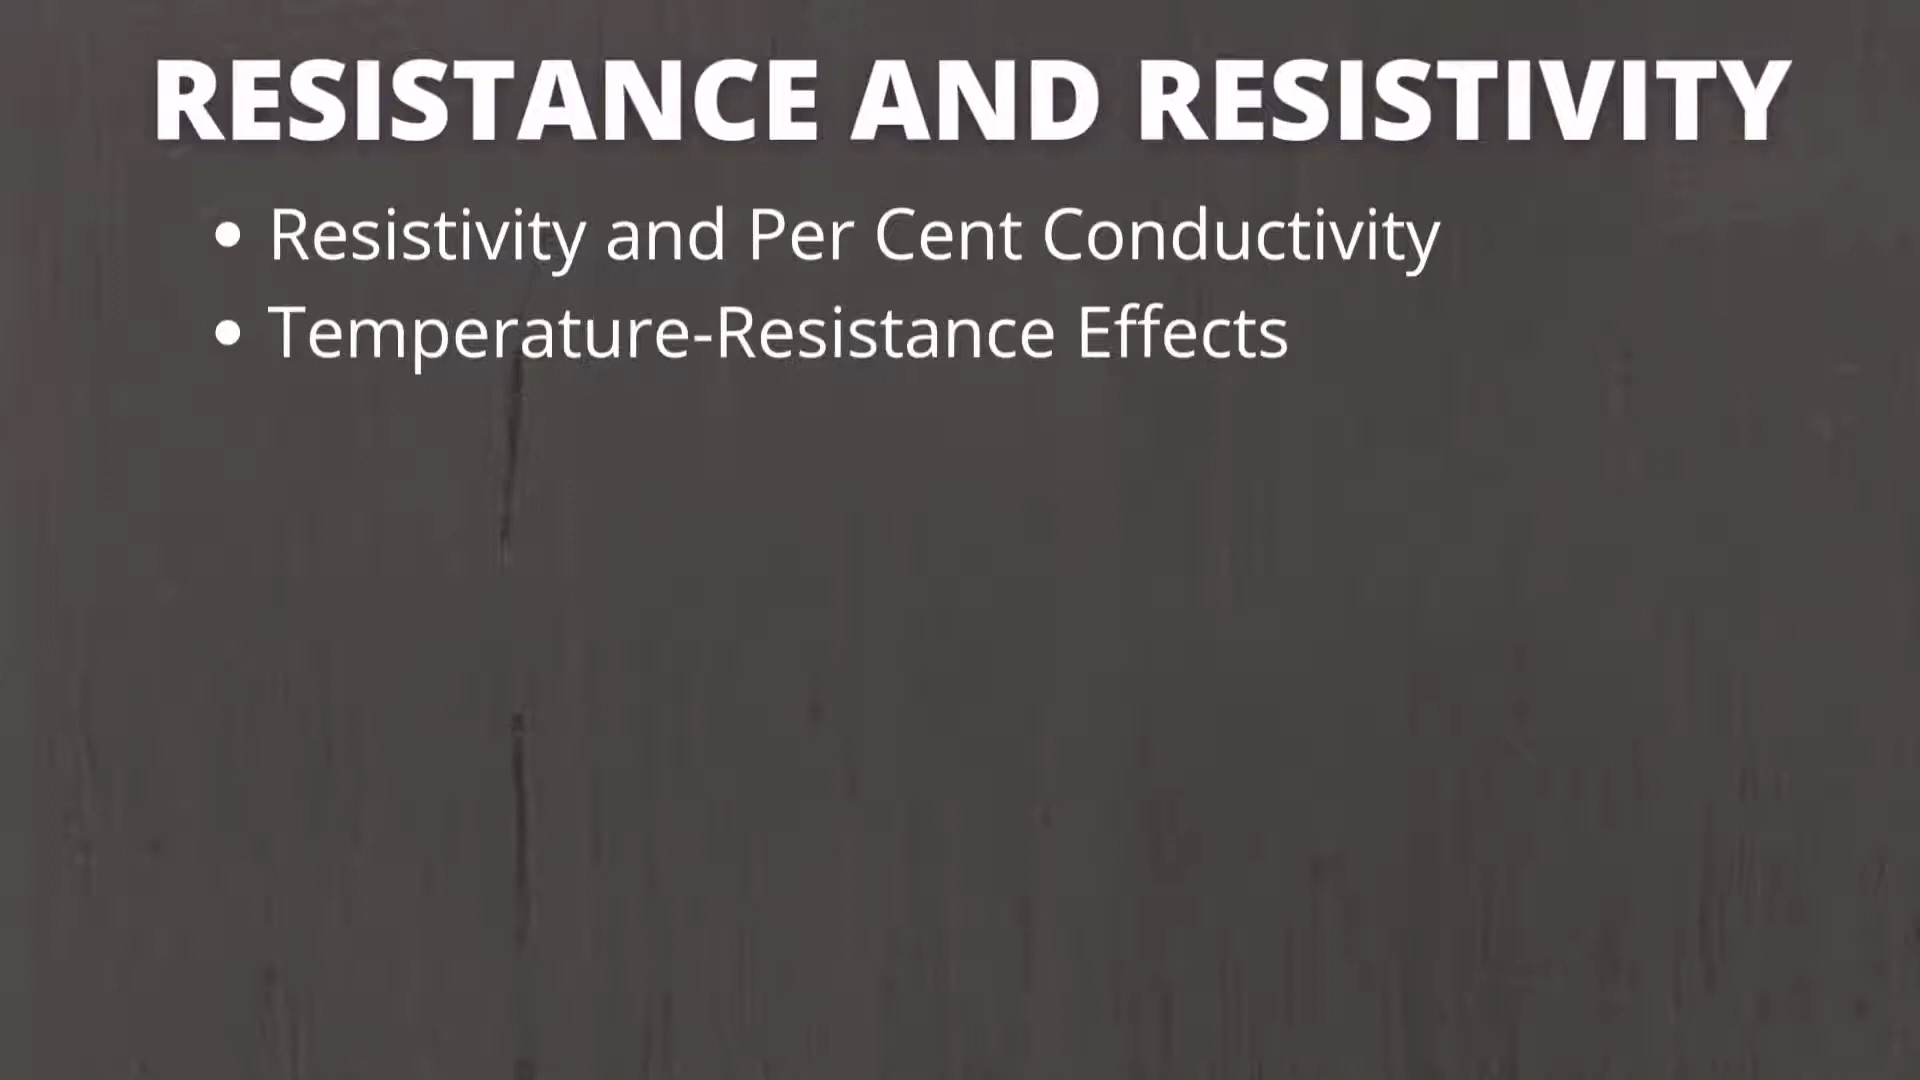 RESISTANCE AND RESISTIVITY
• Resistivity and Per Cent Conductivity
• Temperature-Resistance Effects